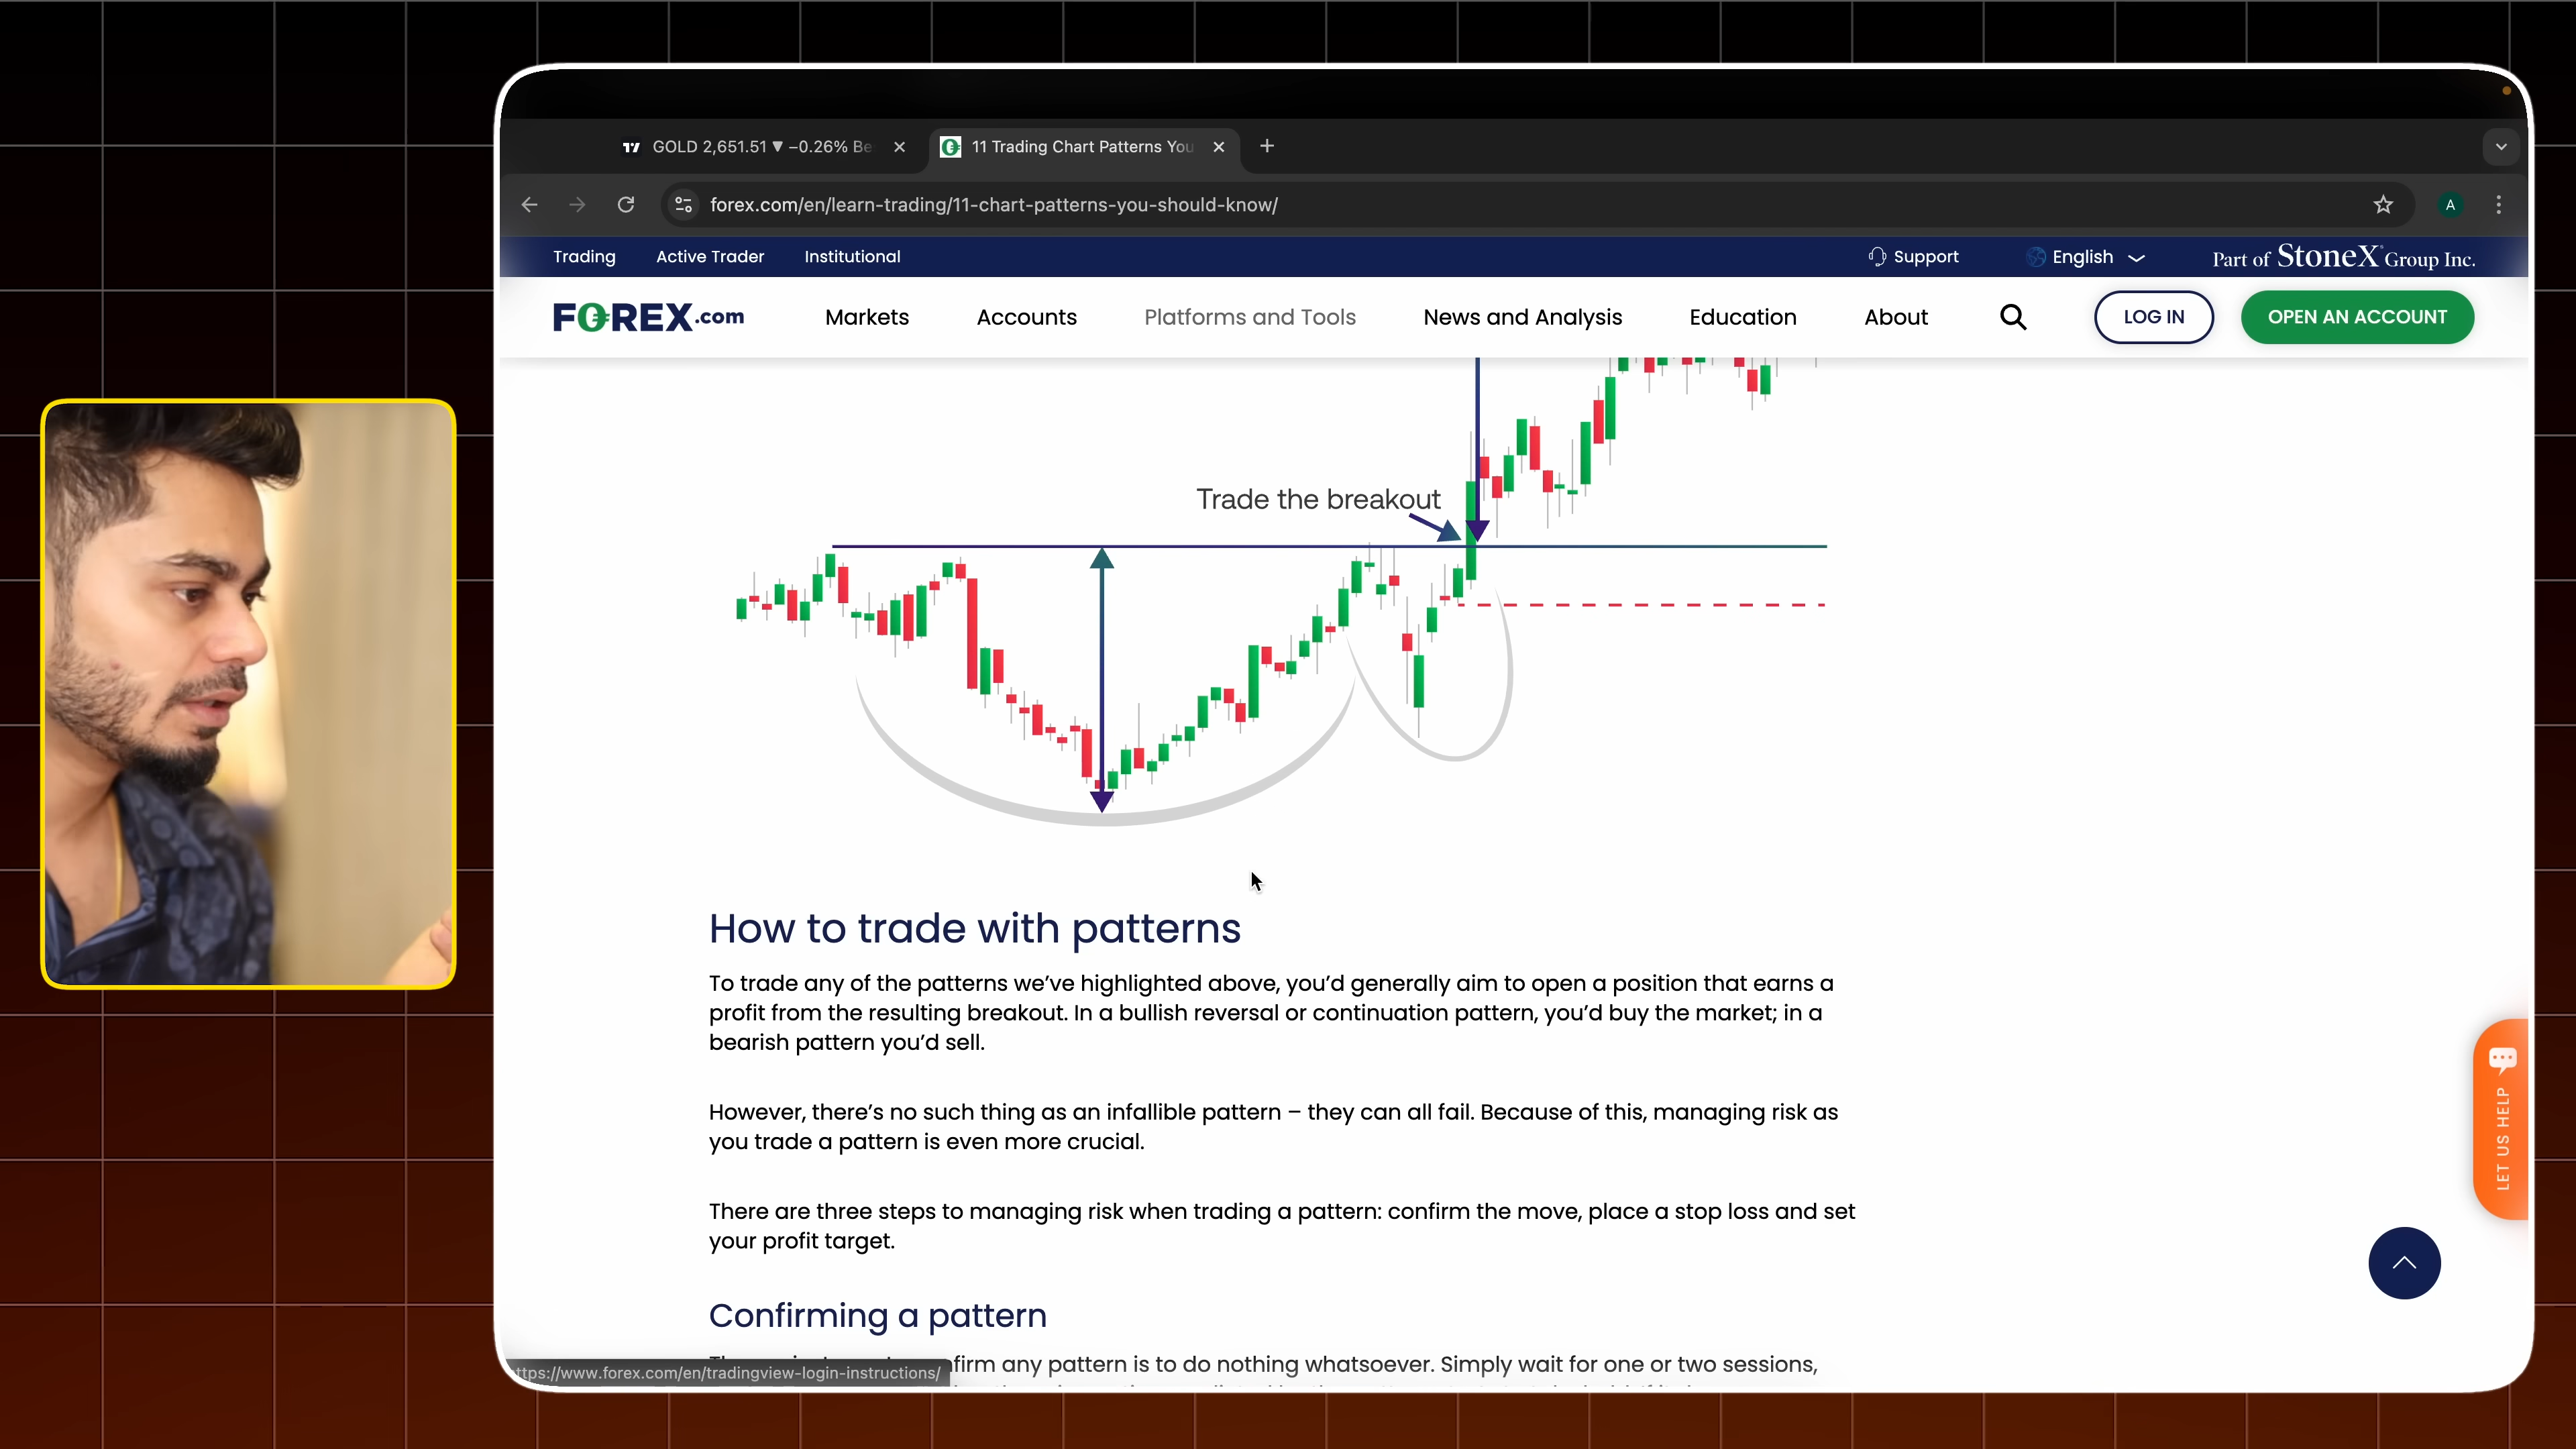 GOLD 2,651.51 ▼ −0.26% Be
11 Trading Chart Patterns You
forex.com/en/learn-trading/11-chart-patterns-you-should-know/
A
Trading Active Trader Institutional Support English Part of StoneX Group Inc.
FOREX.com Markets Accounts Platforms and Tools News and Analysis Education About LOG IN OPEN AN ACCOUNT
Trade the breakout
How to trade with patterns
To trade any of the patterns we’ve highlighted above, you’d generally aim to open a position that earns a
profit from the resulting breakout. In a bullish reversal or continuation pattern, you’d buy the market; in a
bearish pattern you’d sell.
However, there’s no such thing as an infallible pattern – they can all fail. Because of this, managing risk as
you trade a pattern is even more crucial.
There are three steps to managing risk when trading a pattern: confirm the move, place a stop loss and set
your profit target.
LET US HELP
Confirming a pattern
any pattern is to do nothing whatsoever. Simply wait for one or two sessions,
ttps://www.forex.com/en/tradingview-login-instructions/